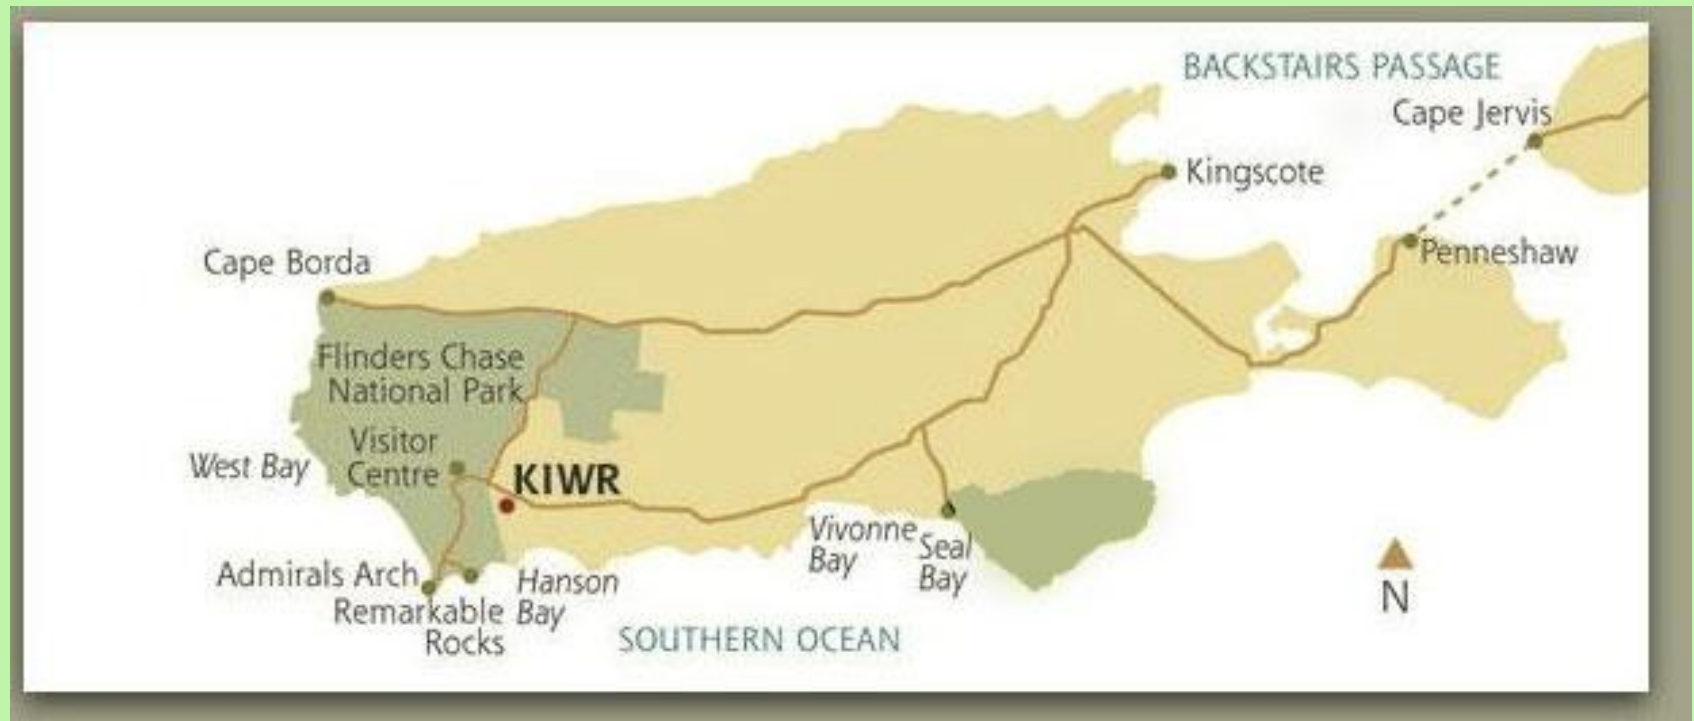 BACKSTAIRS PASSAGE
Cape Jervis
Kingscote
Penneshaw
Cape Borda
Flinders Chase
National Park
Visitor
Centre
West Bay
KIWR
Vivonne
Bay
Seal
Bay
Admirals Arch
Hanson
Bay
Remarkable
Rocks
SOUTHERN OCEAN
N